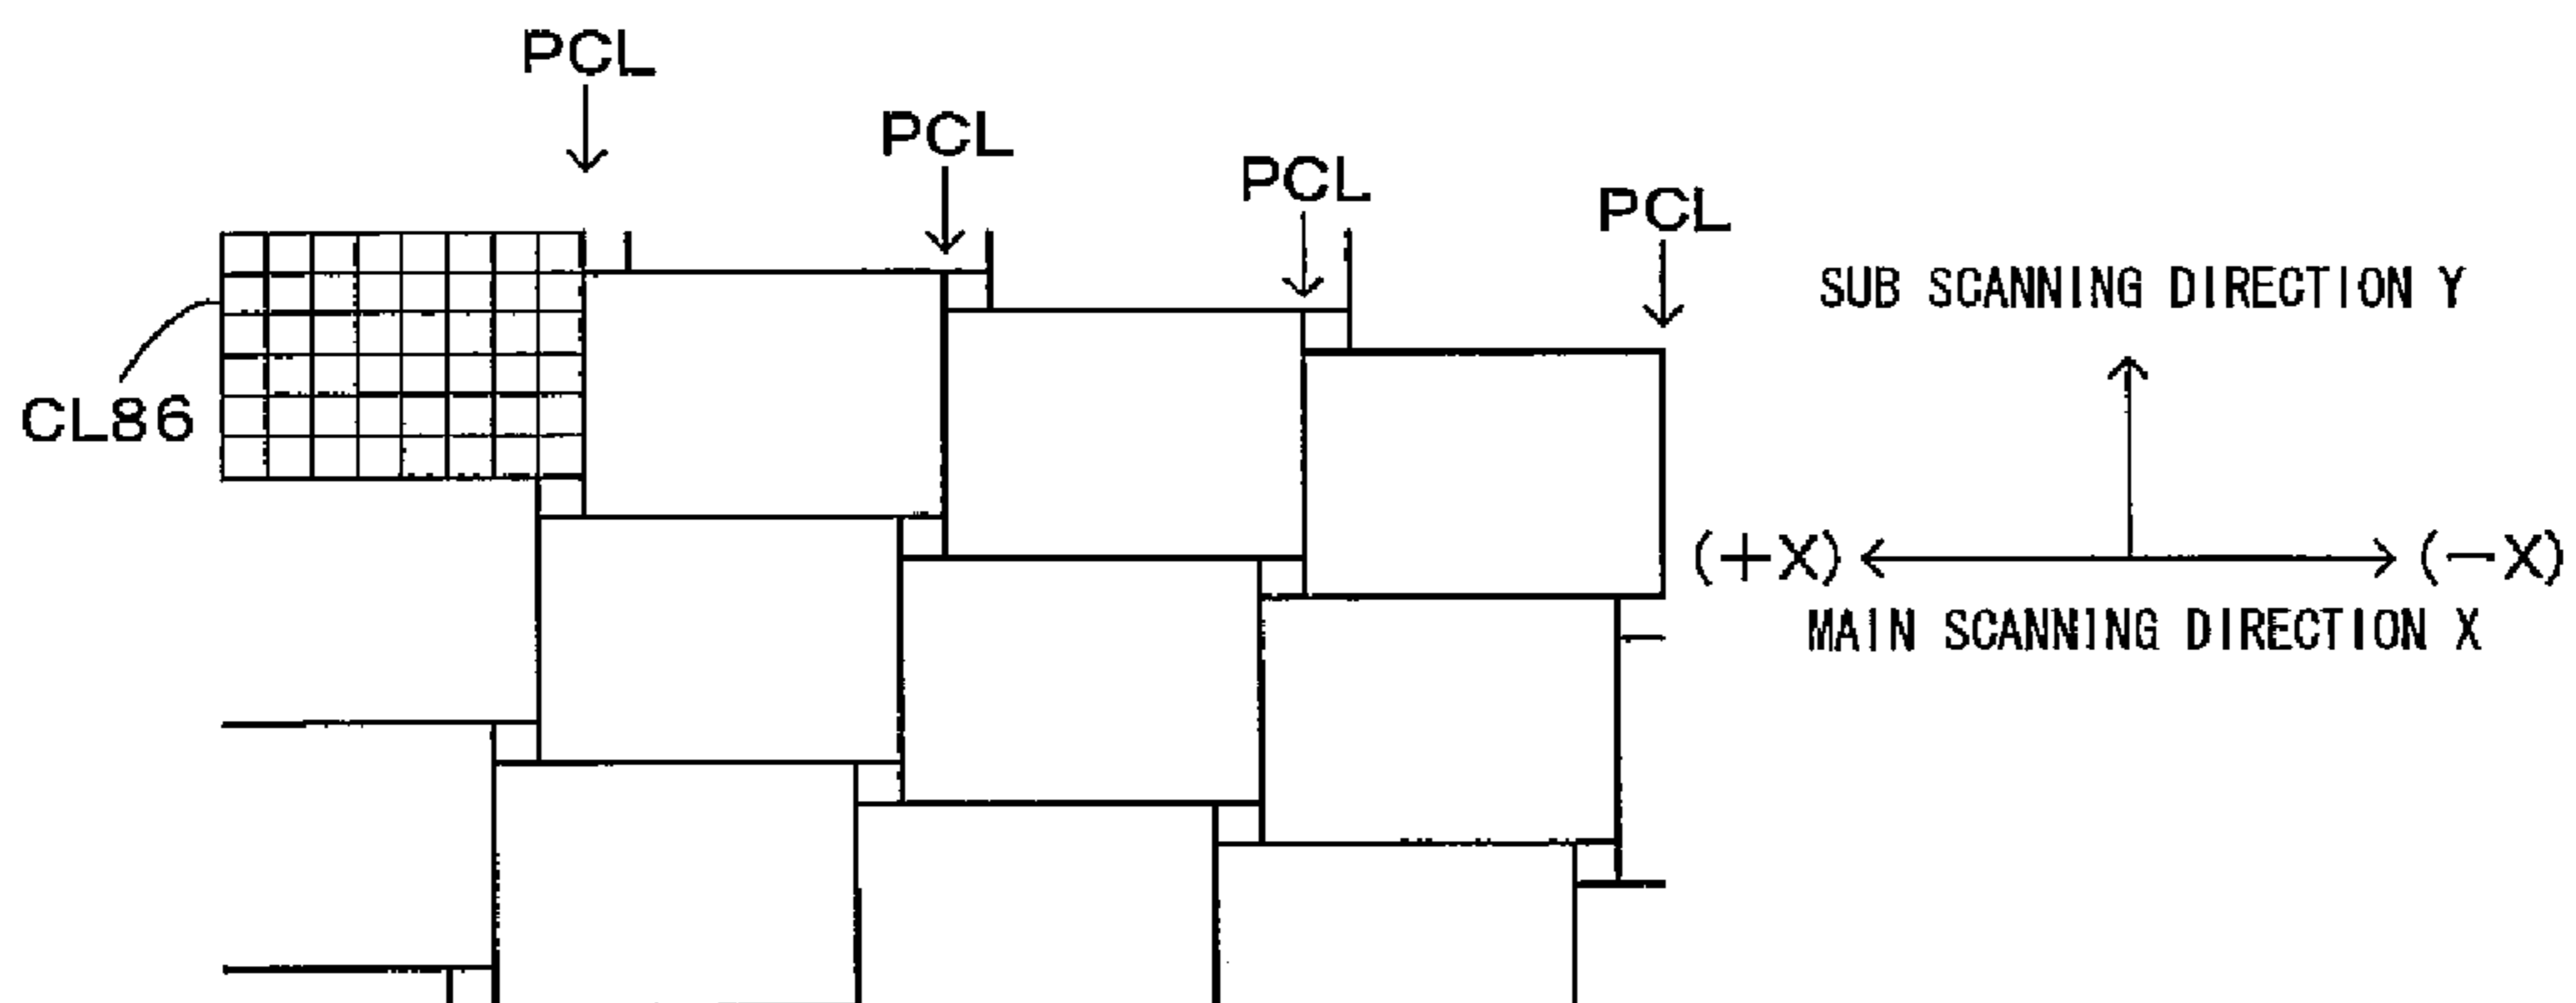 PCL
PCL
PCL
PCL
SUB SCANNING DIRECTION Y
CL86
(+X)
(-X)
MAIN SCANNING DIRECTION X